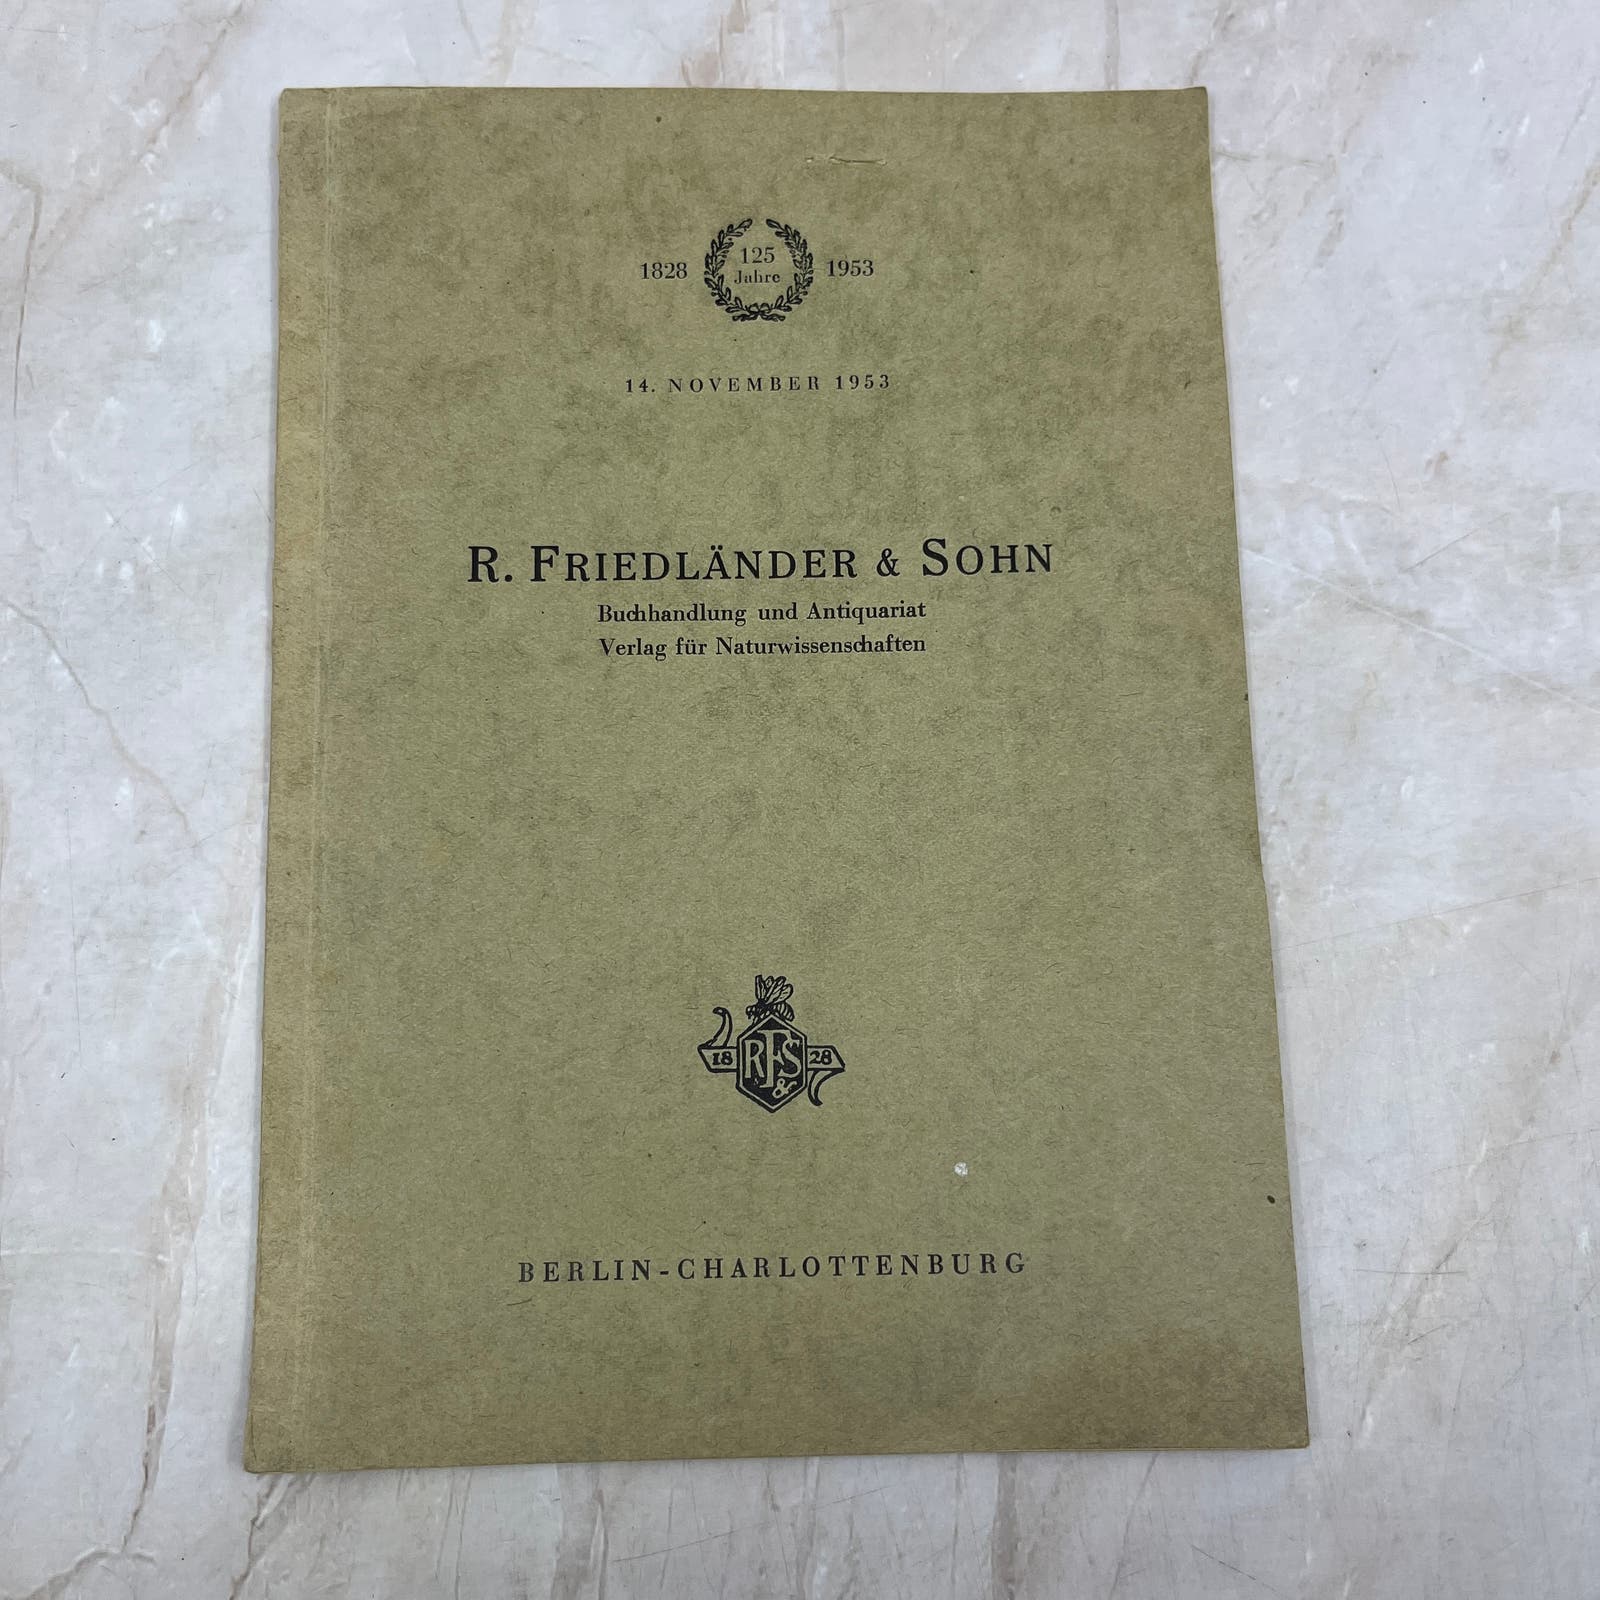 1828 125 Jahre 1953
14. NOVEMBER 1953
R. FRIEDLÄNDER & SOHN
Buchhandlung und Antiquariat
Verlag für Naturwissenschaften
18 RFS & 28
BERLIN-CHARLOTTENBURG